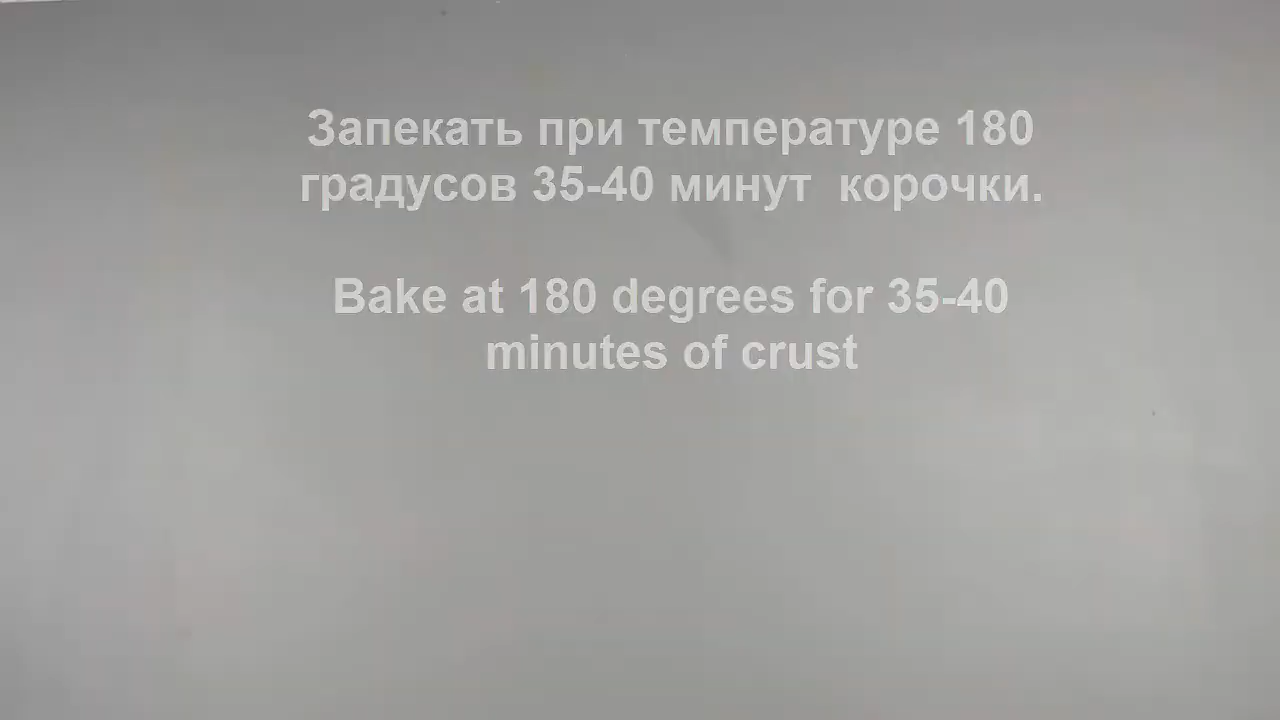 Запекать при температуре 180
градусов 35-40 минут  корочки.
Bake at 180 degrees for 35-40
minutes of crust